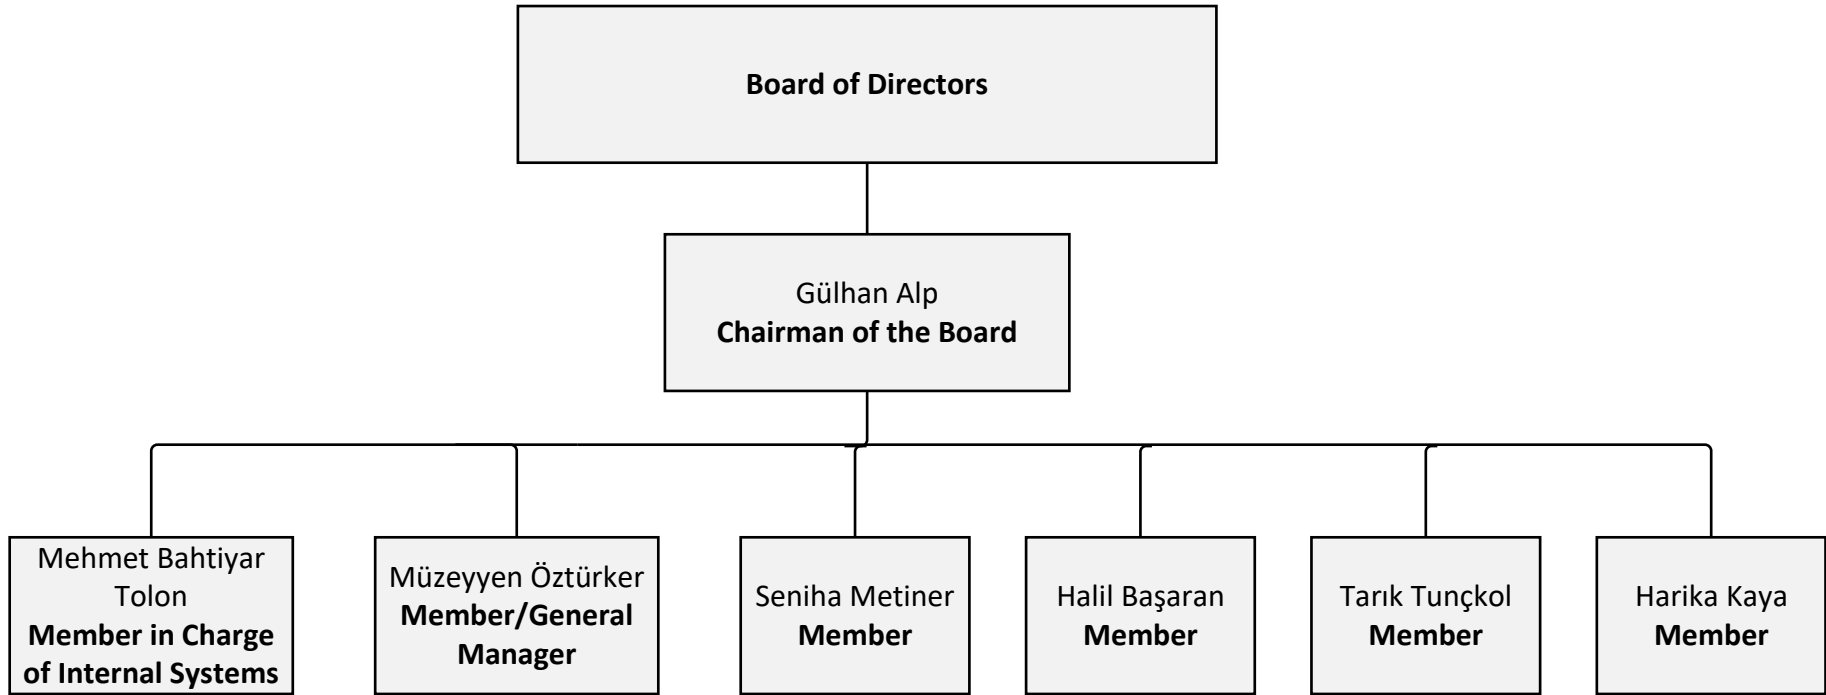 Board of Directors
Gülhan Alp
Chairman of the Board
Mehmet Bahtiyar
Tolon
Member in Charge
of Internal Systems
Müzeyyen Öztürker
Member/General
Manager
Seniha Metiner
Member
Halil Başaran
Member
Tarık Tunçkol
Member
Harika Kaya
Member